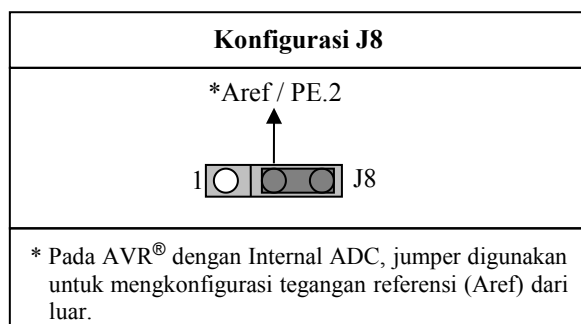 Konfigurasi J8
*Aref / PE.2
1 J8
* Pada AVR® dengan Internal ADC, jumper digunakan
untuk mengkonfigurasi tegangan referensi (Aref) dari
luar.